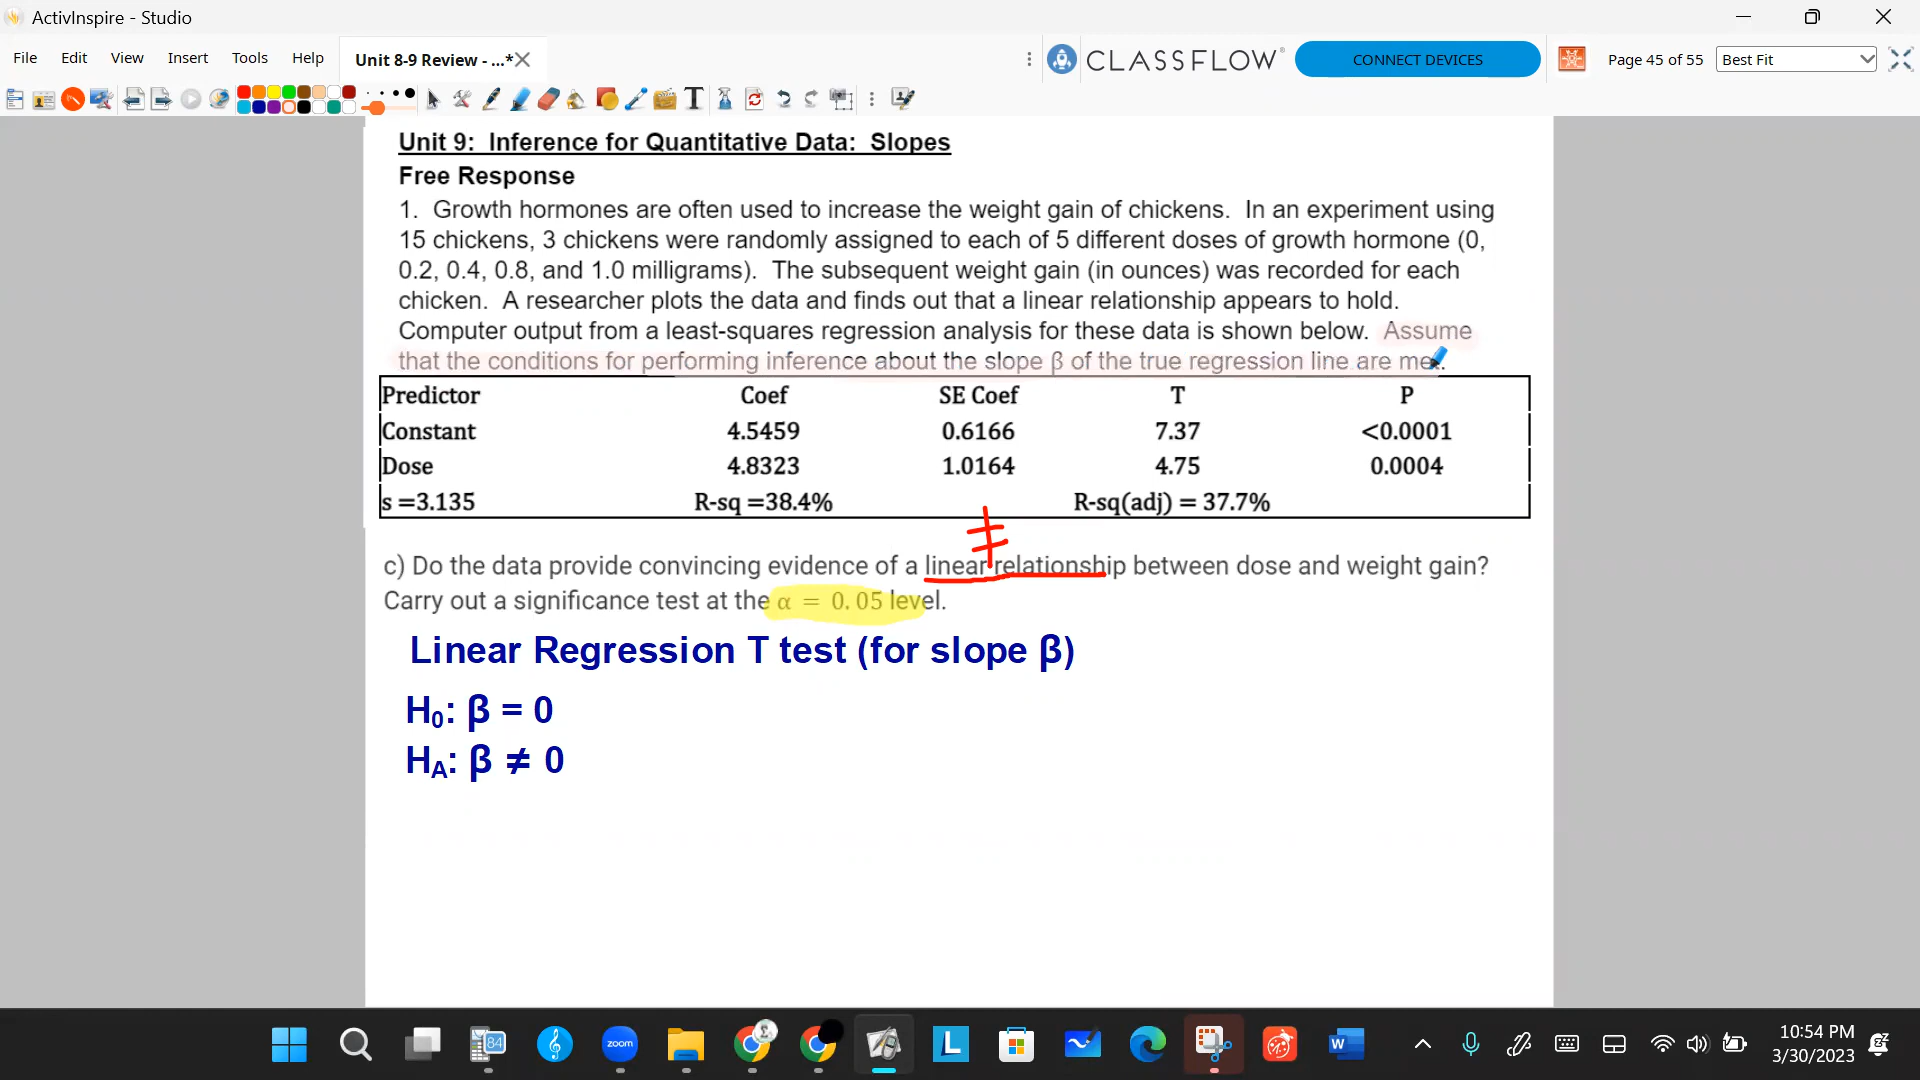 ActivInspire - Studio
File Edit View Insert Tools Help
Unit 8-9 Review - ...*
CLASSFLOW
CONNECT DEVICES
Page 45 of 55
Best Fit
Unit 9: Inference for Quantitative Data: Slopes
Free Response
1. Growth hormones are often used to increase the weight gain of chickens. In an experiment using
15 chickens, 3 chickens were randomly assigned to each of 5 different doses of growth hormone (0,
0.2, 0.4, 0.8, and 1.0 milligrams). The subsequent weight gain (in ounces) was recorded for each
chicken. A researcher plots the data and finds out that a linear relationship appears to hold.
Computer output from a least-squares regression analysis for these data is shown below. Assume
that the conditions for performing inference about the slope β of the true regression line are met.
Predictor Coef SE Coef T P
Constant 4.5459 0.6166 7.37 <0.0001
Dose 4.8323 1.0164 4.75 0.0004
s =3.135 R-sq =38.4% R-sq(adj) = 37.7%
≠
c) Do the data provide convincing evidence of a linear relationship between dose and weight gain?
Carry out a significance test at the α = 0.05 level.
Linear Regression T test (for slope β)
H₀: β = 0
Hᴀ: β ≠ 0
84
zoom
L
W
10:54 PM
3/30/2023